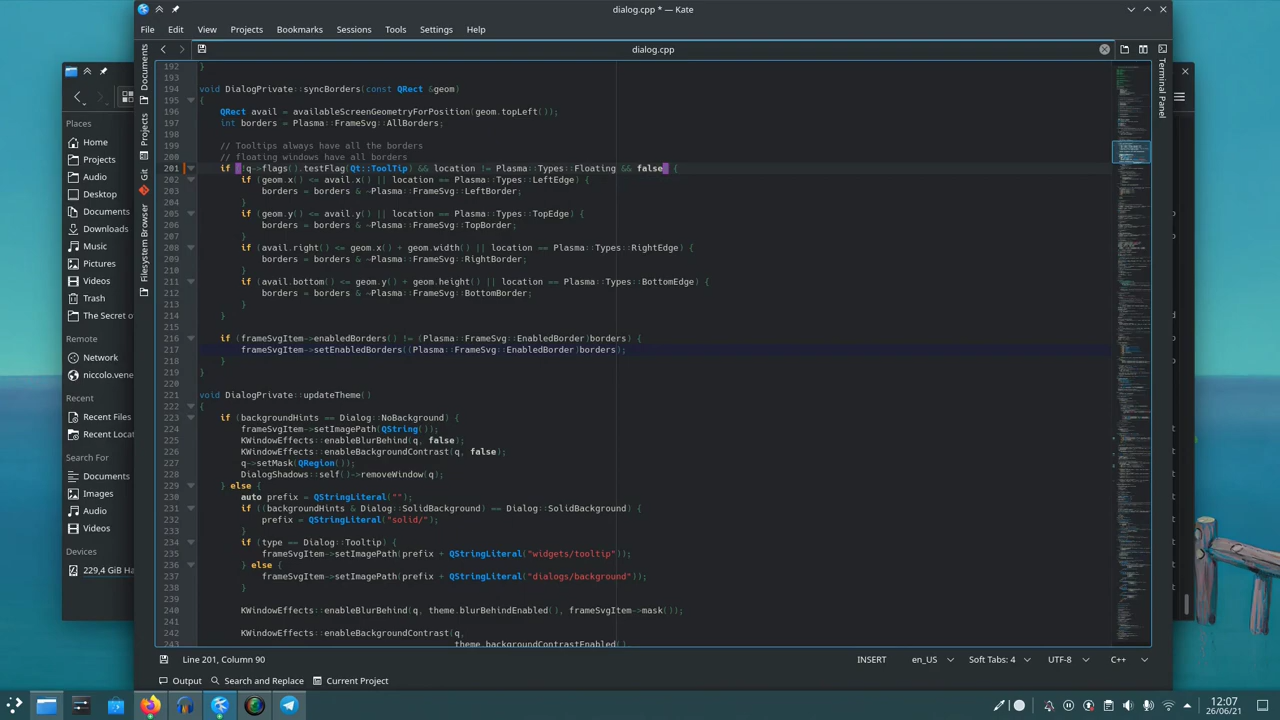 dialog.cpp * — Kate
File Edit View Projects Bookmarks Sessions Tools Settings Help
dialog.cpp
Documents
Projects
Git
Filesystem Browser
Terminal Panel
Places
Home
Projects
Audio
Desktop
Documents
Downloads
Music
Pictures
Videos
Trash
The Secret of
Remote
Network
niccolo.vene
Recent
Recent Files
Recent Locat
Search For
Documents
Images
Audio
Videos
Devices
229,4 GiB Ha
192 }
193
194 void DialogPrivate::syncBorders(const QRect &geom)
195 {
196 QRect avail = availableScreenGeometryForPosition(geom.topLeft());
197 int borders = Plasma::FrameSvg::AllBorders;
198
199 always all the
200 // Floating windows have all borders
201 if flags().testFlag(Qt::ToolTip) && location != Plasma::Types::Floating && false
202 if geom.x() <= avail.x() || location == Plasma::Types::LeftEdge) {
203 borders = borders & ~Plasma::FrameSvg::LeftBorder;
205 if geom.y() <= avail.y() || location == Plasma::Types::TopEdge) {
206 borders = borders & ~Plasma::FrameSvg::TopBorder;
208 if avail.right() geom.x() || location == Plasma::Types::RightEdge)
209 borders = borders & ~Plasma::FrameSvg::RightBorder;
210
211 if avail.bottom() geom.y() + geom.height() || location == Plasma::Types::BottomEdge) {
212 borders = borders & ~Plasma::FrameSvg::BottomBorder;
213
314 }
215
216 if Plasma::FrameSvg::EnabledBorder)borders) {
217 frameSvgItem->setEnabledBorders((Plasma::FrameSvg::EnabledBorder)borders);
218 }
219 }
220
221 void DialogPrivate::updateTheme()
222 {
223 if backgroundHints == Dialog::NoBackground) {
224 frameSvgItem->setImagePath(QString());
225 KWindowEffects::enableBlurBehind(q, false);
226 KWindowEffects::enableBackgroundContrast(q, false);
227 q->setMask(QRegion());
228 DialogShadows::self()->removeWindow(q);
229 } else {
230 auto prefix = QStringLiteral("");
231 if backgroundHints & Dialog::SolidBackground) == Dialog::SolidBackground) {
232 prefix = QStringLiteral("solid/");
233
234 if (type == Dialog::Tooltip) {
235 frameSvgItem->setImagePath(prefix QStringLiteral("widgets/tooltip"));
236 else {
237 frameSvgItem->setImagePath(prefix QStringLiteral("dialogs/background"));
238 }
239
240 KWindowEffects::enableBlurBehind(q, theme.blurBehindEnabled(), frameSvgItem->mask());
241
242 KWindowEffects::enableBackgroundContrast(q,
243 theme.backgroundContrastEnabled()
Line 201, Column 90 INSERT en_US Soft Tabs: 4 UTF-8 C++
Output Search and Replace Current Project
12:07
26/06/21